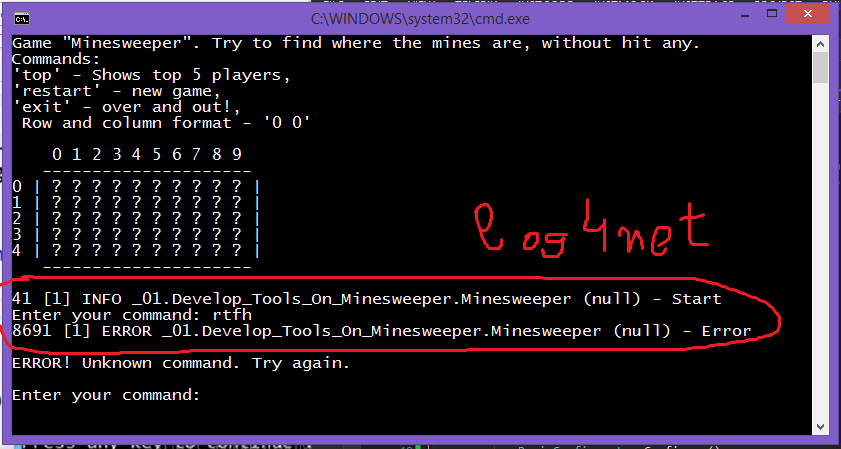 C:\WINDOWS\system32\cmd.exe
Game "Minesweeper". Try to find where the mines are, without hit any.
Commands:
'top' - Shows top 5 players,
'restart' - new game,
'exit' - over and out!,
Row and column format - '0 0'
0 1 2 3 4 5 6 7 8 9
---------------------
0 | ? ? ? ? ? ? ? ? ? ? |
1 | ? ? ? ? ? ? ? ? ? ? |
2 | ? ? ? ? ? ? ? ? ? ? |
3 | ? ? ? ? ? ? ? ? ? ? |
4 | ? ? ? ? ? ? ? ? ? ? |
---------------------
log4net
41 [1] INFO _01.Develop_Tools_On_Minesweeper.Minesweeper (null) - Start
Enter your command: rtfh
8691 [1] ERROR _01.Develop_Tools_On_Minesweeper.Minesweeper (null) - Error
ERROR! Unknown command. Try again.
Enter your command: